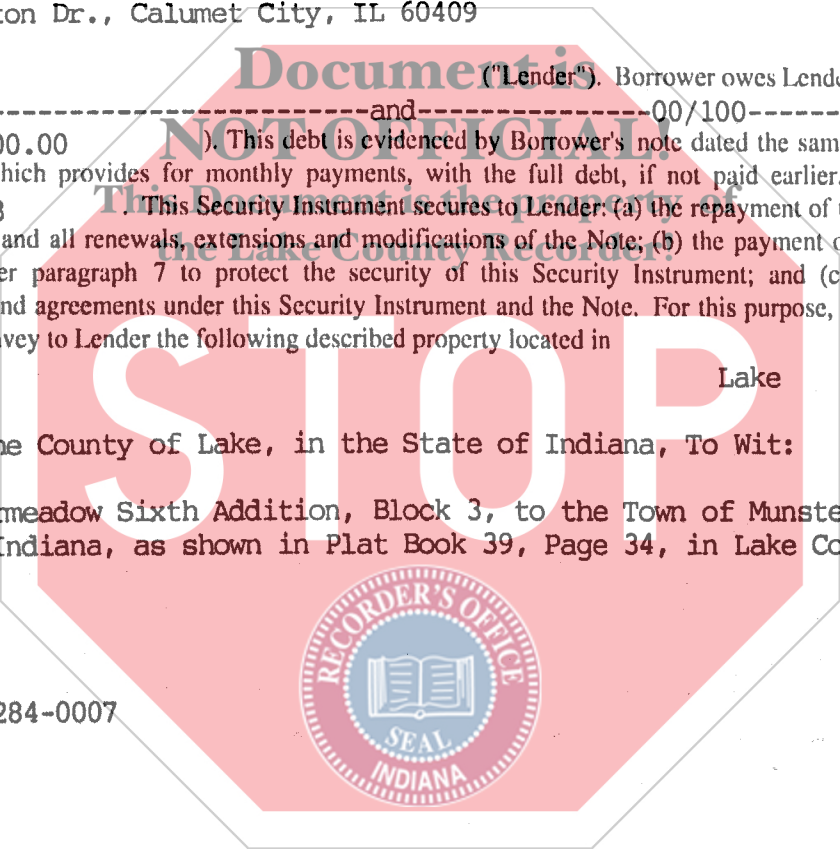 ton Dr., Calumet City, IL 60409
Document is
("Lender"). Borrower owes Lende
------------------------and----------------00/100------
NOT OFFICIAL!
00.00 ). This debt is evidenced by Borrower's note dated the sam
hich provides for monthly payments, with the full debt, if not paid earlier,
This Document is the property of
. This Security Instrument secures to Lender: (a) the repayment of
the Lake County Recorder!
and all renewals, extensions and modifications of the Note; (b) the payment o
er paragraph 7 to protect the security of this Security Instrument; and (c
nd agreements under this Security Instrument and the Note. For this purpose,
vey to Lender the following described property located in
Lake
he County of Lake, in the State of Indiana, To Wit:
STOP
meadow Sixth Addition, Block 3, to the Town of Munste
Indiana, as shown in Plat Book 39, Page 34, in Lake Co
RECORDER'S OFFICE
284-0007
SEAL
INDIANA